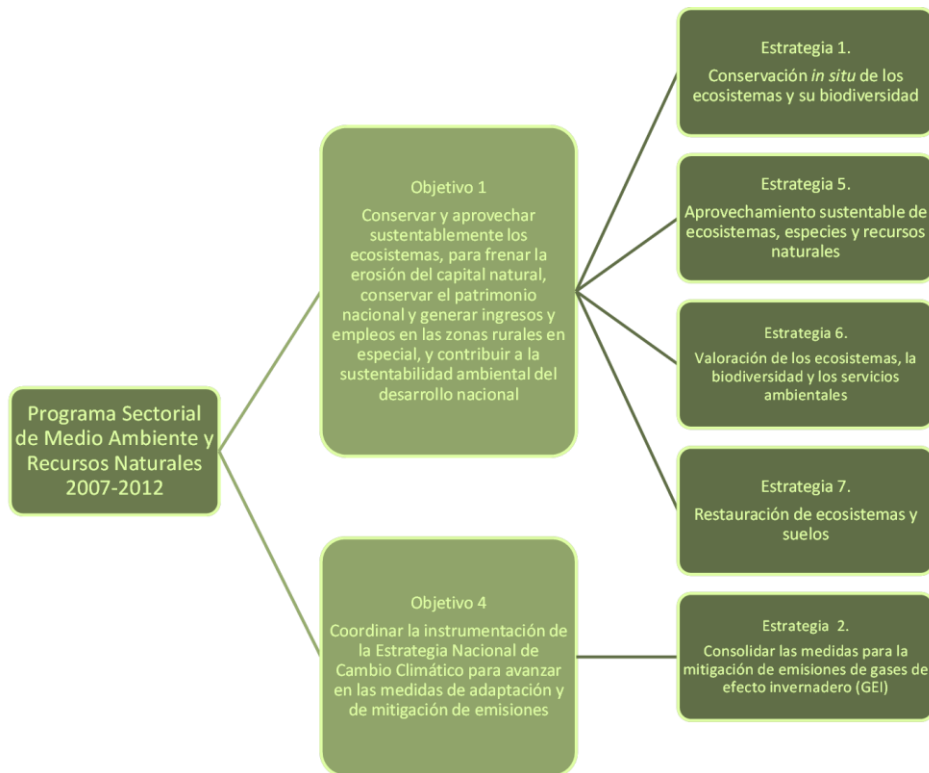 Programa Sectorial
de Medio Ambiente y
Recursos Naturales
2007-2012
Objetivo 1
Conservar y aprovechar
sustentablemente los
ecosistemas, para frenar la
erosión del capital natural,
conservar el patrimonio
nacional y generar ingresos y
empleos en las zonas rurales en
especial, y contribuir a la
sustentabilidad ambiental del
desarrollo nacional
Estrategia 1.
Conservación in situ de los
ecosistemas y su biodiversidad
Estrategia 5.
Aprovechamiento sustentable de
ecosistemas, especies y recursos
naturales
Estrategia 6.
Valoración de los ecosistemas, la
biodiversidad y los servicios
ambientales
Estrategia 7.
Restauración de ecosistemas y
suelos
Objetivo 4
Coordinar la instrumentación de
la Estrategia Nacional de
Cambio Climático para avanzar
en las medidas de adaptación y
de mitigación de emisiones
Estrategia 2.
Consolidar las medidas para la
mitigación de emisiones de gases de
efecto invernadero (GEI)